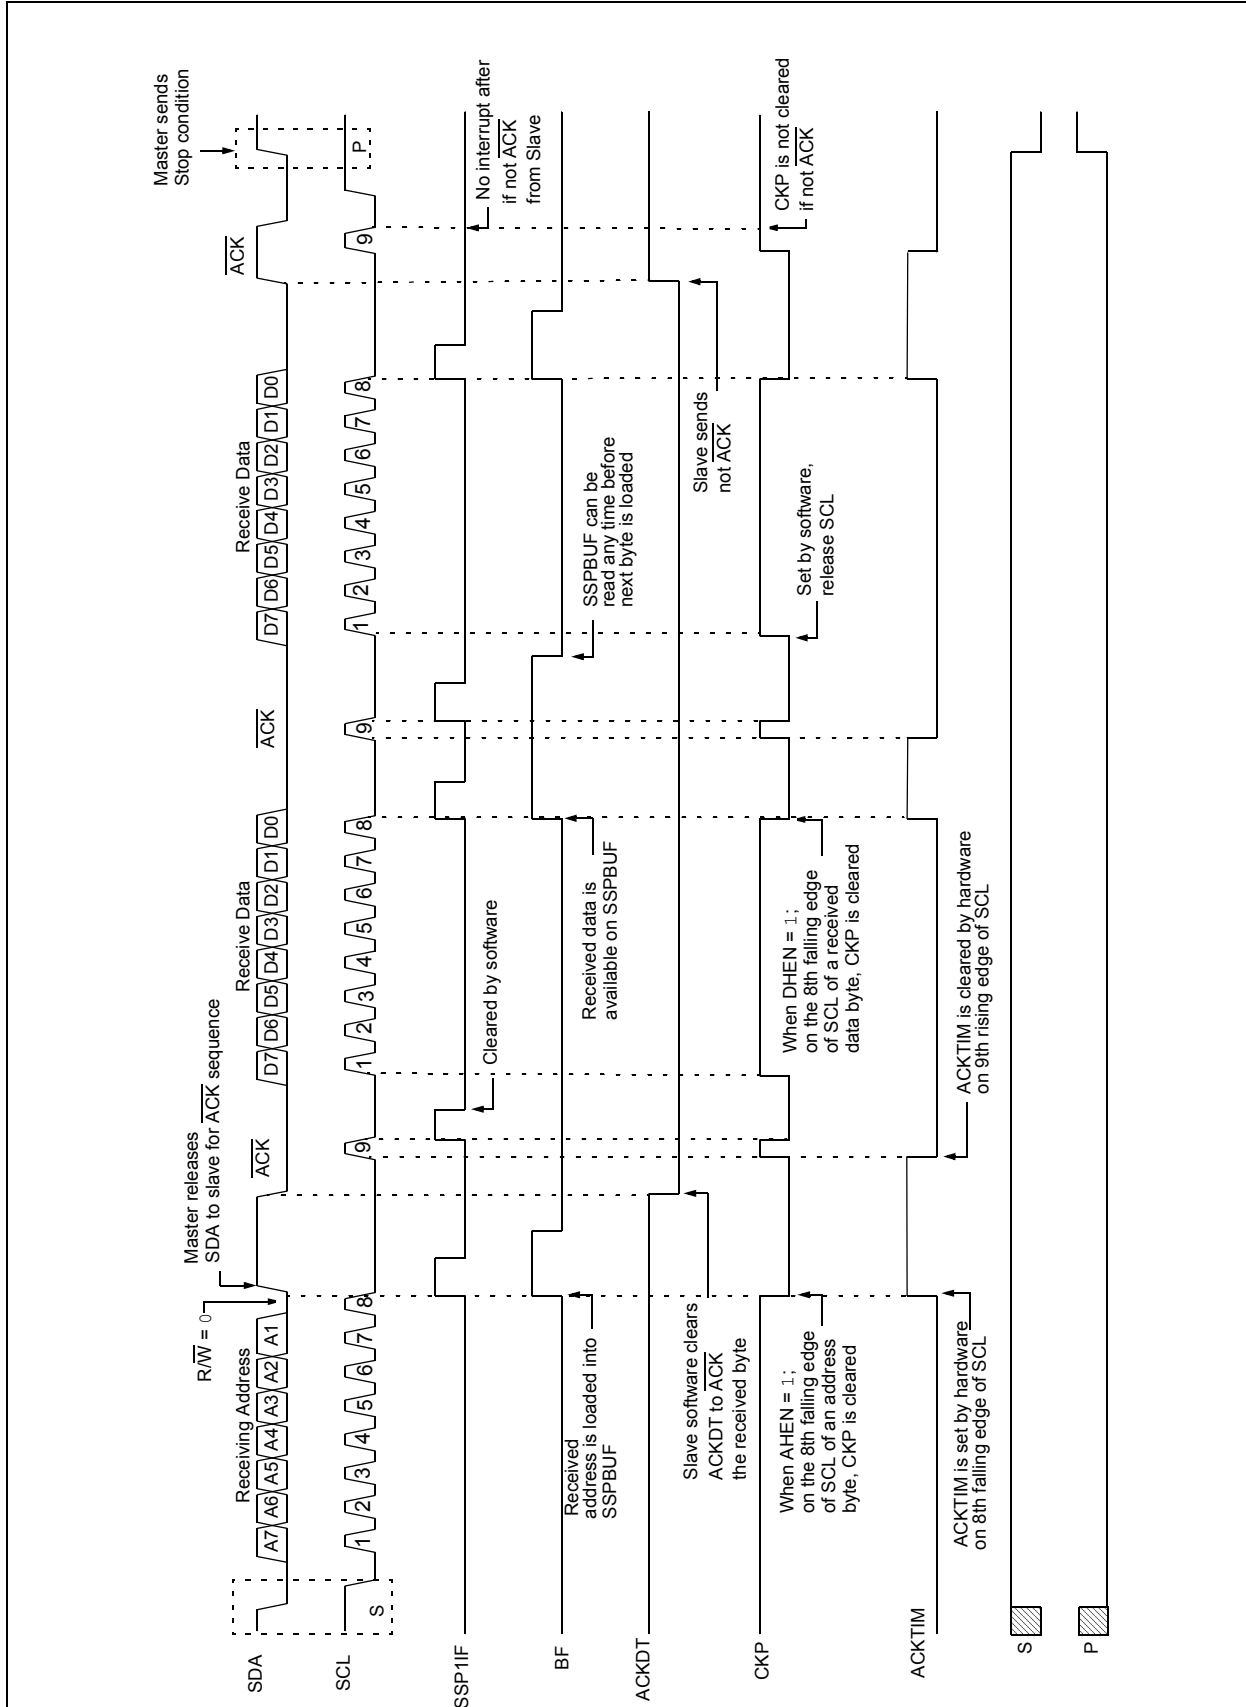 Master releases
SDA to slave for ACK sequence
Master sends
Stop condition
R/W = 0
Receiving Address
ACK
Receive Data
ACK
Receive Data
ACK
SDA
A7 A6 A5 A4 A3 A2 A1
D7 D6 D5 D4 D3 D2 D1 D0
D7 D6 D5 D4 D3 D2 D1 D0
SCL
S
1 2 3 4 5 6 7 8 9
1 2 3 4 5 6 7 8 9
1 2 3 4 5 6 7 8 9
P
SSP1IF
Cleared by software
No interrupt after
if not ACK
from Slave
BF
Received
address is loaded into
SSPBUF
Received data is
available on SSPBUF
SSPBUF can be
read any time before
next byte is loaded
ACKDT
Slave software clears
ACKDT to ACK
the received byte
Slave sends
not ACK
CKP
When AHEN = 1;
on the 8th falling edge
of SCL of an address
byte, CKP is cleared
When DHEN = 1;
on the 8th falling edge
of SCL of a received
data byte, CKP is cleared
Set by software,
release SCL
CKP is not cleared
if not ACK
ACKTIM
ACKTIM is set by hardware
on 8th falling edge of SCL
ACKTIM is cleared by hardware
on 9th rising edge of SCL
S
P